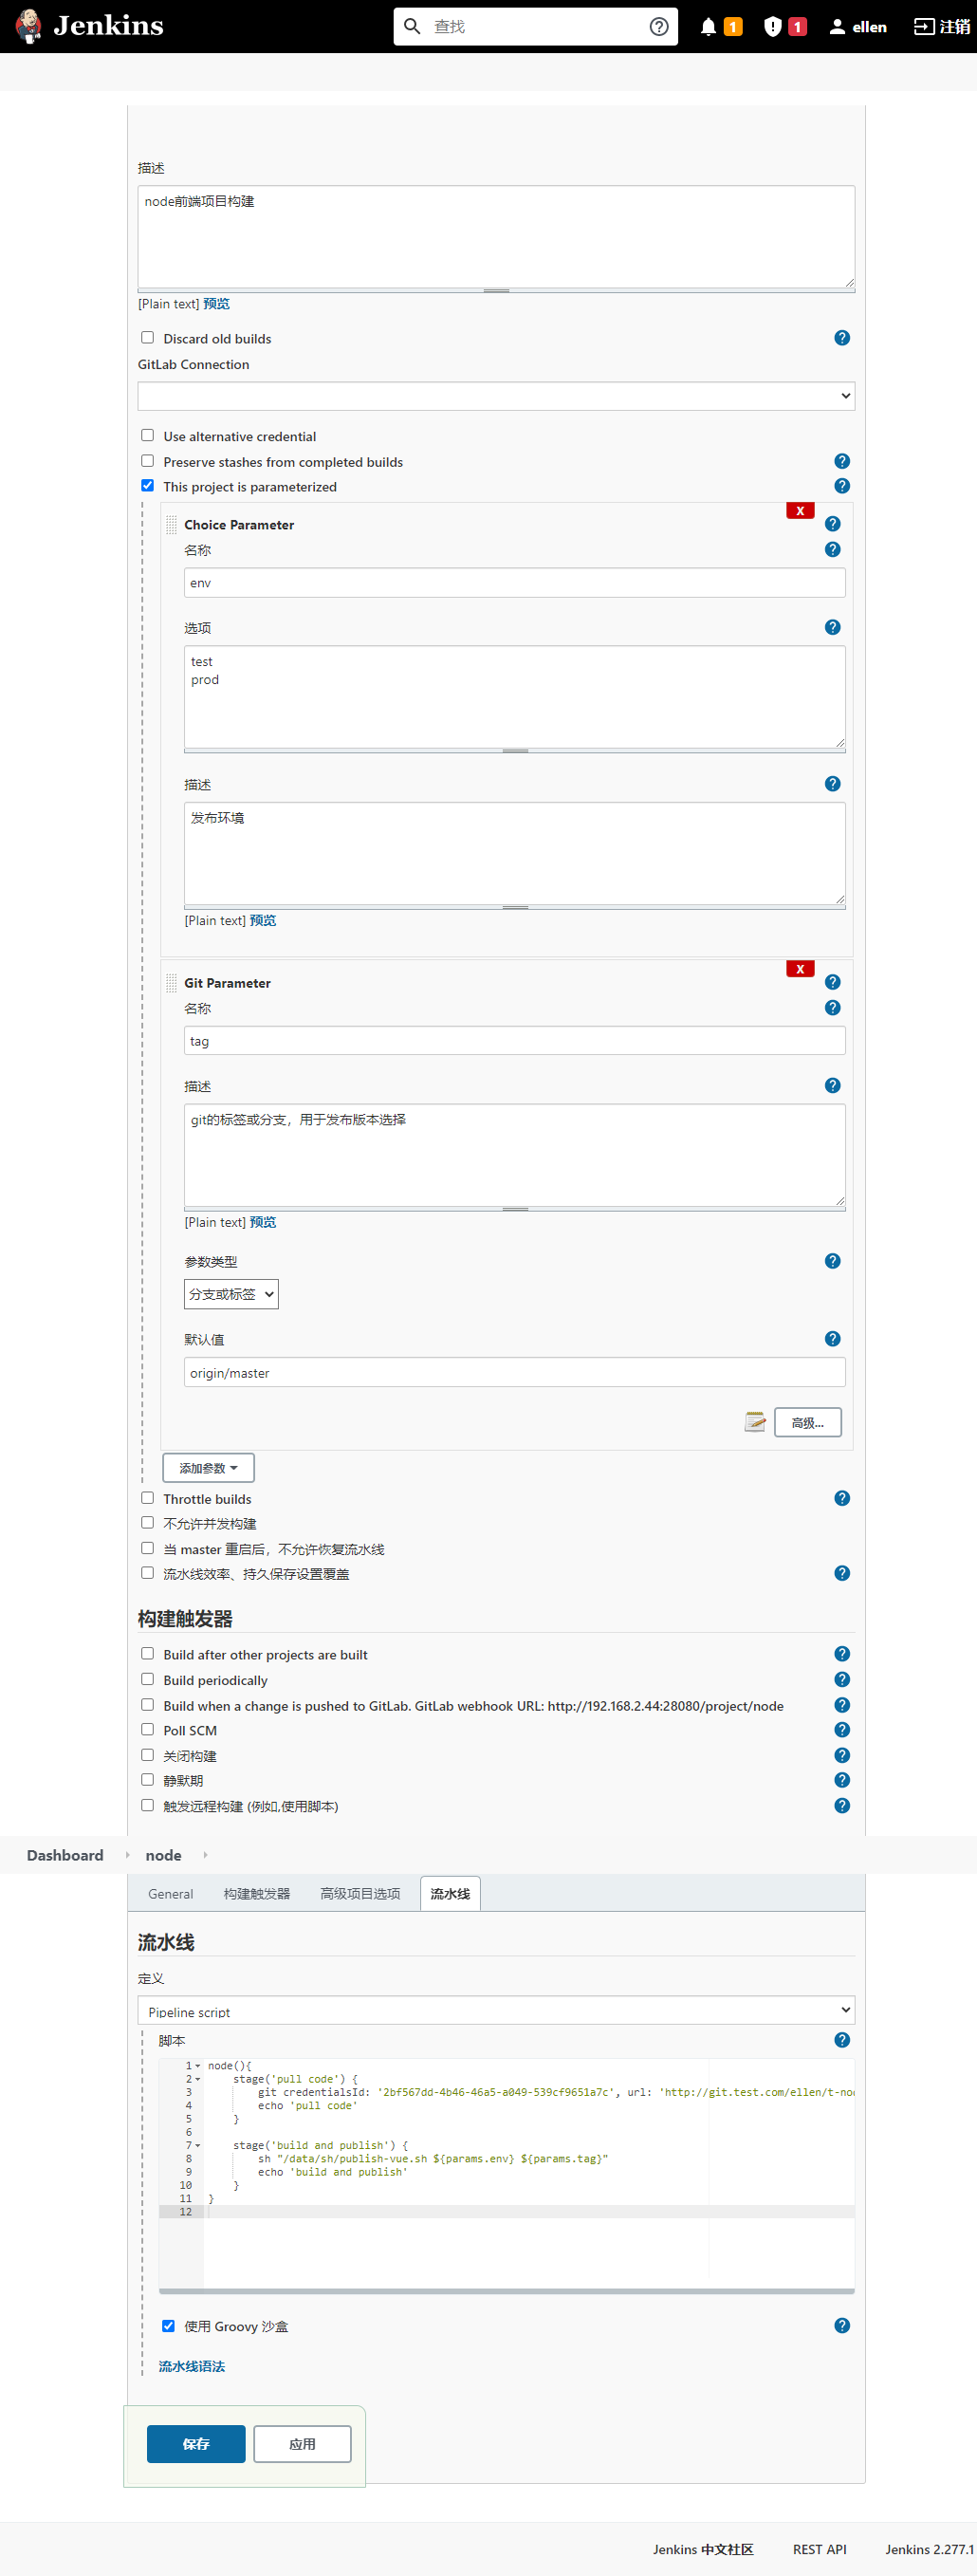 Jenkins
查找
1
1
ellen
注销
描述
node前端项目构建
[Plain text] 预览
Discard old builds
GitLab Connection
Use alternative credential
Preserve stashes from completed builds
This project is parameterized
X
Choice Parameter
名称
env
选项
test
prod
描述
发布环境
[Plain text] 预览
X
Git Parameter
名称
tag
描述
git的标签或分支，用于发布版本选择
[Plain text] 预览
参数类型
分支或标签
默认值
origin/master
高级...
添加参数
Throttle builds
不允许并发构建
当 master 重启后，不允许恢复流水线
流水线效率、持久保存设置覆盖
构建触发器
Build after other projects are built
Build periodically
Build when a change is pushed to GitLab. GitLab webhook URL: http://192.168.2.44:28080/project/node
Poll SCM
关闭构建
静默期
触发远程构建 (例如,使用脚本)
Dashboard
node
General 构建触发器 高级项目选项 流水线
流水线
定义
Pipeline script
脚本
1 node(){
2 stage('pull code') {
3 git credentialsId: '2bf567dd-4b46-46a5-a049-539cf9651a7c', url: 'http://git.test.com/ellen/t-no
4 echo 'pull code'
5 }
6
7 stage('build and publish') {
8 sh "/data/sh/publish-vue.sh ${params.env} ${params.tag}"
9 echo 'build and publish'
10 }
11 }
12
使用 Groovy 沙盒
流水线语法
保存
应用
Jenkins 中文社区
REST API
Jenkins 2.277.1